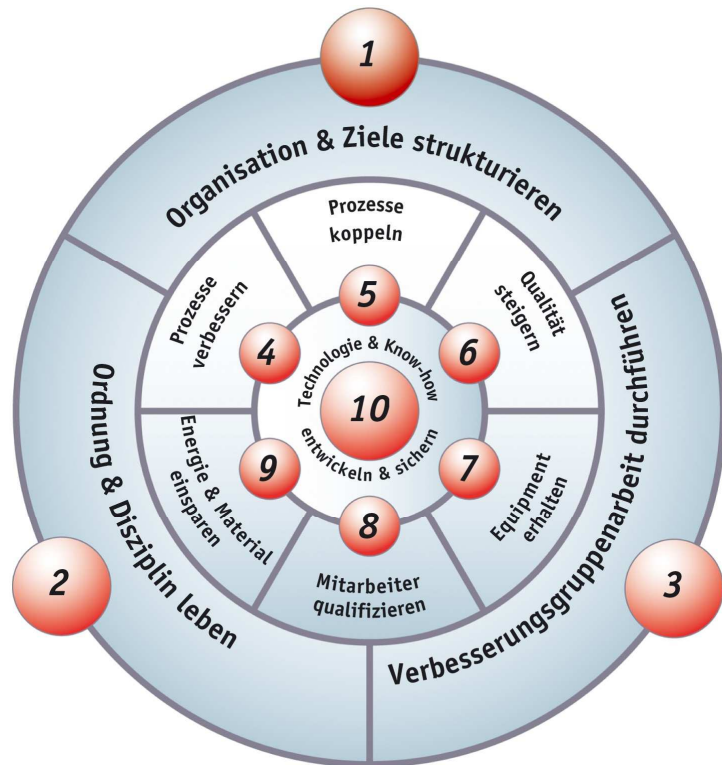 1
Organisation & Ziele strukturieren
2
Ordnung & Disziplin leben
3
Verbesserungsgruppenarbeit durchführen
4
Prozesse
verbessern
5
Prozesse
koppeln
6
Qualität
steigern
7
Equipment
erhalten
8
Mitarbeiter
qualifizieren
9
Energie & Material
einsparen
10
Technologie & Know-how
entwickeln & sichern